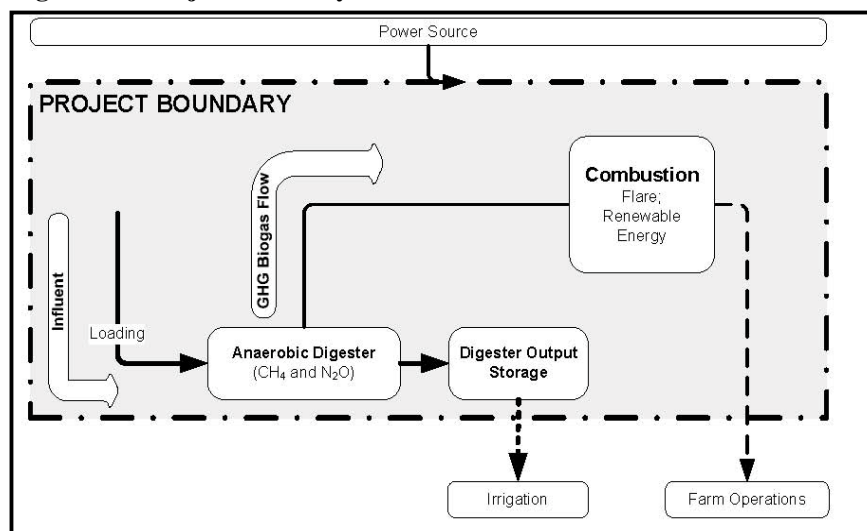 Power Source
PROJECT BOUNDARY
GHG Biogas Flow
Combustion
Flare;
Renewable
Energy
Influent
Loading
Anaerobic Digester
(CH₄ and N₂O)
Digester Output
Storage
Irrigation
Farm Operations